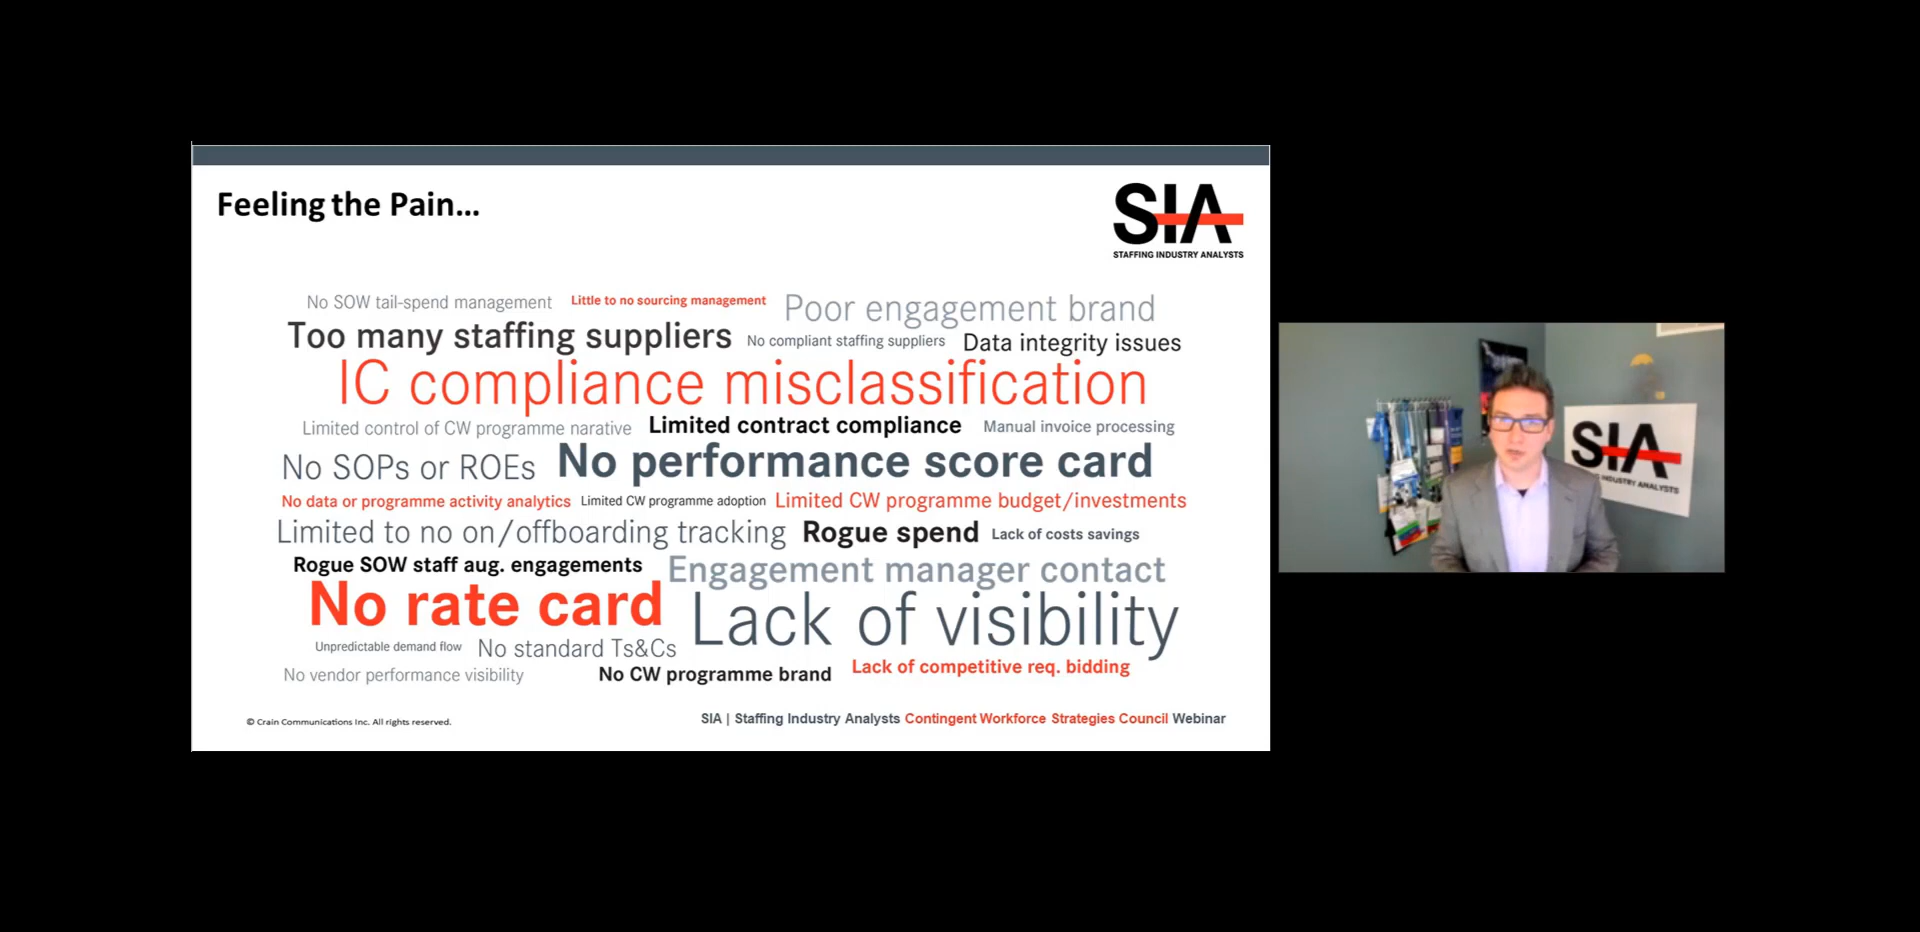 Feeling the Pain...
SIA
STAFFING INDUSTRY ANALYSTS
No SOW tail-spend management Little to no sourcing management Poor engagement brand
Too many staffing suppliers No compliant staffing suppliers Data integrity issues
IC compliance misclassification
Limited control of CW programme narative Limited contract compliance Manual invoice processing
No SOPs or ROEs No performance score card
No data or programme activity analytics Limited CW programme adoption Limited CW programme budget/investments
Limited to no on/offboarding tracking Rogue spend Lack of costs savings
Rogue SOW staff aug. engagements Engagement manager contact
No rate card Lack of visibility
Unpredictable demand flow No standard Ts&Cs
No vendor performance visibility No CW programme brand Lack of competitive req. bidding
© Crain Communications Inc. All rights reserved.
SIA | Staffing Industry Analysts Contingent Workforce Strategies Council Webinar
SIA
INDUSTRY ANALYSTS